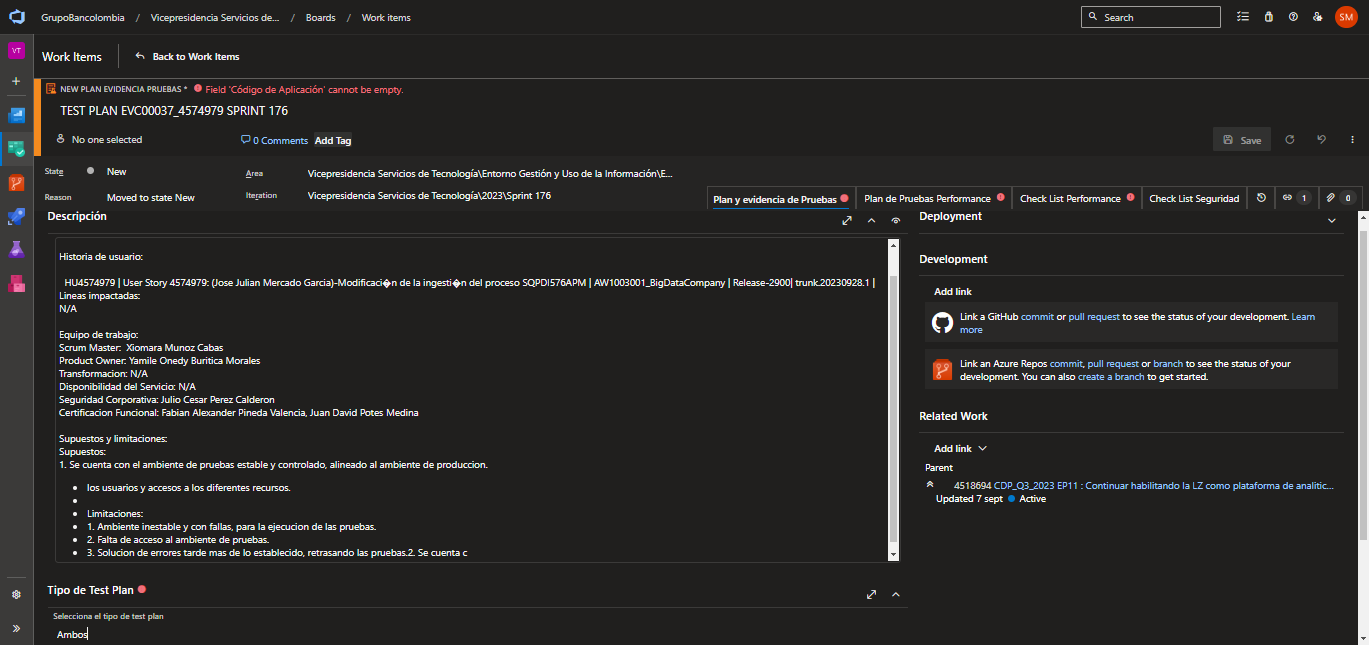 GrupoBancolombia / Vicepresidencia Servicios de... / Boards / Work items
Search
SM
VT
Work Items
Back to Work Items
NEW PLAN EVIDENCIA PRUEBAS * Field 'Código de Aplicación' cannot be empty.
TEST PLAN EVC00037_4574979 SPRINT 176
No one selected
0 Comments
Add Tag
Save
State
New
Area
Vicepresidencia Servicios de Tecnología\Entorno Gestión y Uso de la Información\E...
Reason
Moved to state New
Iteration
Vicepresidencia Servicios de Tecnología\2023\Sprint 176
Plan y evidencia de Pruebas
Plan de Pruebas Performance
Check List Performance
Check List Seguridad
1
0
Descripción
Historia de usuario:
HU4574979 | User Story 4574979: (Jose Julian Mercado Garcia)-Modificaci�n de la ingesti�n del proceso SQPDI576APM | AW1003001_BigDataCompany | Release-2900| trunk.20230928.1 |
Lineas impactadas:
N/A
Equipo de trabajo:
Scrum Master: Xiomara Munoz Cabas
Product Owner: Yamile Onedy Buritica Morales
Transformacion: N/A
Disponibilidad del Servicio: N/A
Seguridad Corporativa: Julio Cesar Perez Calderon
Certificacion Funcional: Fabian Alexander Pineda Valencia, Juan David Potes Medina
Supuestos y limitaciones:
Supuestos:
1. Se cuenta con el ambiente de pruebas estable y controlado, alineado al ambiente de produccion.
• los usuarios y accesos a los diferentes recursos.
•
• Limitaciones:
• 1. Ambiente inestable y con fallas, para la ejecucion de las pruebas.
• 2. Falta de acceso al ambiente de pruebas.
• 3. Solucion de errores tarde mas de lo establecido, retrasando las pruebas.2. Se cuenta c
Tipo de Test Plan
Selecciona el tipo de test plan
Ambos
Deployment
Development
Add link
Link a GitHub commit or pull request to see the status of your development. Learn
more
Link an Azure Repos commit, pull request or branch to see the status of your
development. You can also create a branch to get started.
Related Work
Add link
Parent
4518694 CDP_Q3_2023 EP11 : Continuar habilitando la LZ como plataforma de analitic...
Updated 7 sept Active